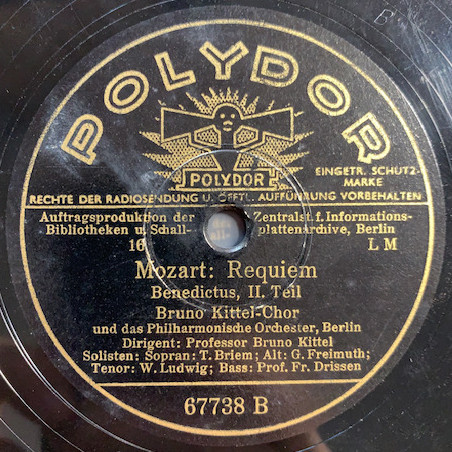 POLYDOR
POLYDOR
EINGETR. SCHUTZ-
MARKE
RECHTE DER RADIOSENDUNG U. ÖFFTL. AUFFÜHRUNG VORBEHALTEN
Auftragsproduktion der Zentralst. f. Informations-
Bibliotheken u. Schall- plattenarchive, Berlin
16 L M
Mozart: Requiem
Benedictus, II. Teil
Bruno Kittel-Chor
und das Philharmonische Orchester, Berlin
Dirigent: Professor Bruno Kittel
Solisten: Sopran: T. Briem; Alt: G. Freimuth;
Tenor: W. Ludwig; Bass: Prof. Fr. Drissen
67738 B